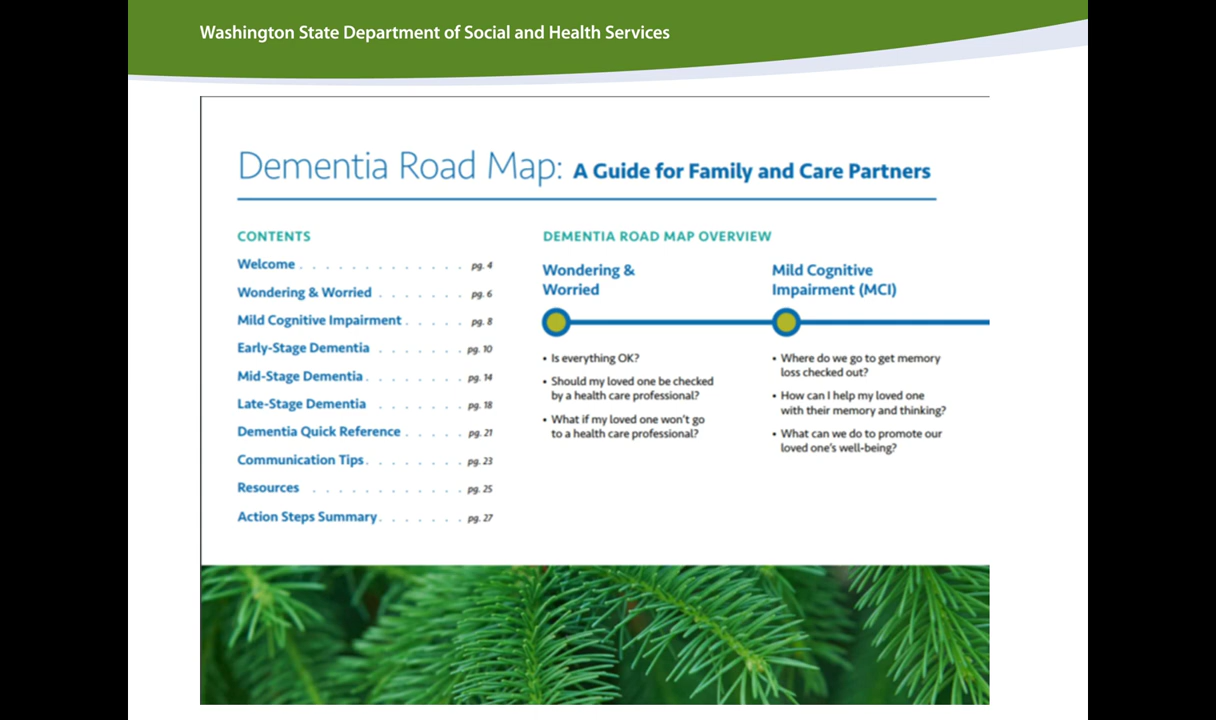 Washington State Department of Social and Health Services
Dementia Road Map: A Guide for Family and Care Partners
CONTENTS
Welcome . . . . . . . . . . . . . pg. 4
Wondering & Worried . . . . . . . pg. 6
Mild Cognitive Impairment . . . . . pg. 8
Early-Stage Dementia . . . . . . . pg. 10
Mid-Stage Dementia . . . . . . . . pg. 14
Late-Stage Dementia . . . . . . . pg. 18
Dementia Quick Reference . . . . . pg. 21
Communication Tips . . . . . . . . pg. 23
Resources . . . . . . . . . . . . pg. 25
Action Steps Summary . . . . . . . pg. 27
DEMENTIA ROAD MAP OVERVIEW
Wondering &
Worried
• Is everything OK?
• Should my loved one be checked
by a health care professional?
• What if my loved one won't go
to a health care professional?
Mild Cognitive
Impairment (MCI)
• Where do we go to get memory
loss checked out?
• How can I help my loved one
with their memory and thinking?
• What can we do to promote our
loved one's well-being?